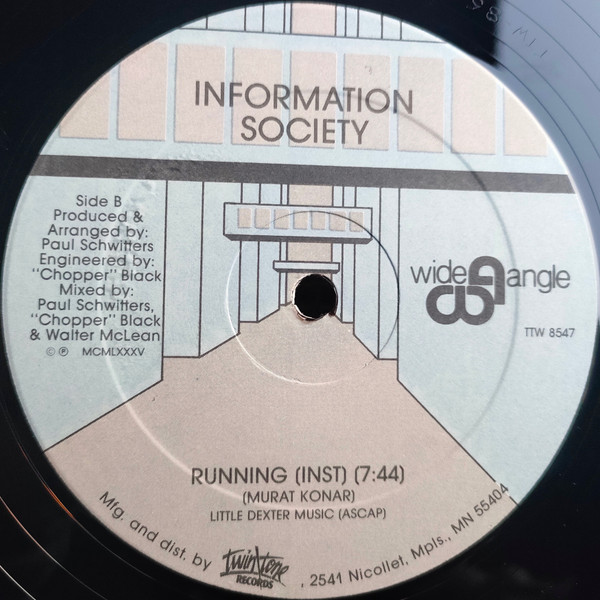 INFORMATION
SOCIETY
Side B
Produced &
Arranged by:
Paul Schwitters
Engineered by:
"Chopper" Black
Mixed by:
Paul Schwitters,
"Chopper" Black
& Walter McLean
© ℗ MCMLXXXV
wide angle
TTW 8547
RUNNING (INST) (7:44)
(MURAT KONAR)
LITTLE DEXTER MUSIC (ASCAP)
Mfg. and dist. by Twin/Tone RECORDS, 2541 Nicollet, Mpls., MN 55404